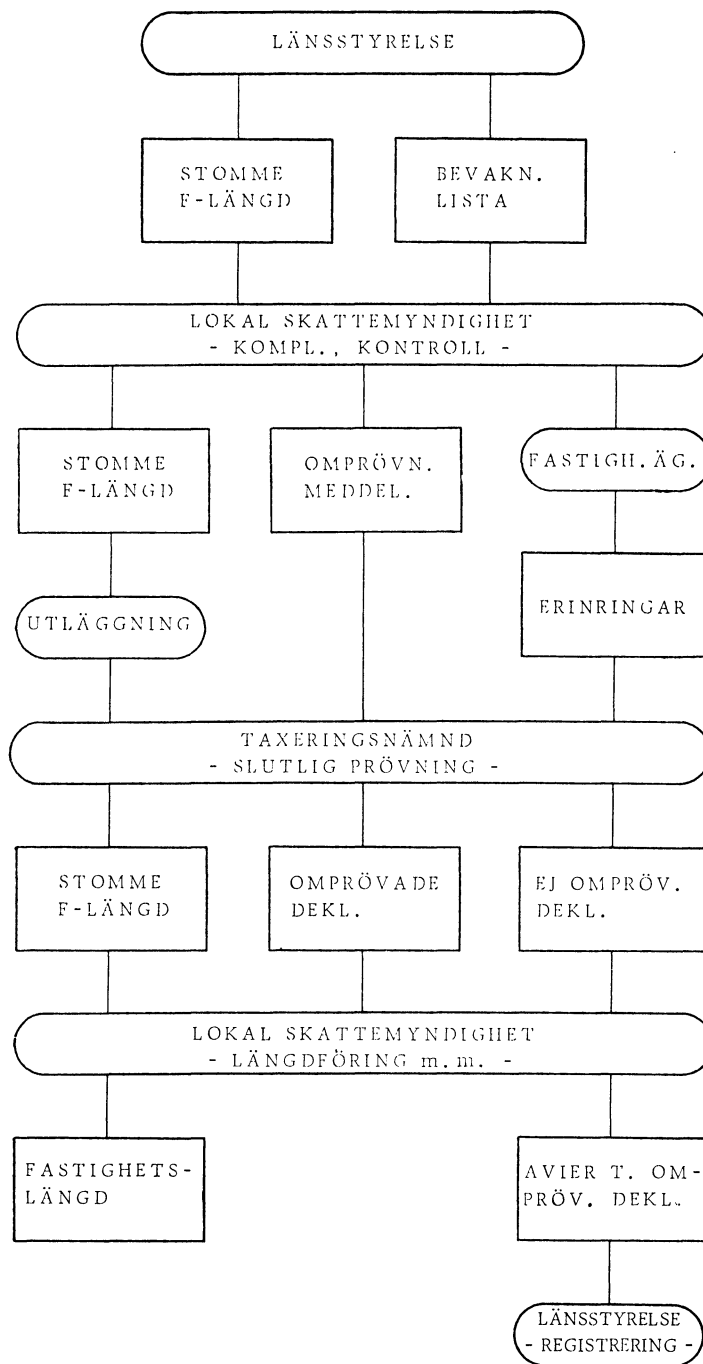 LÄNSSTYRELSE
STOMME
F-LÄNGD
BEVAKN.
LISTA
LOKAL SKATTEMYNDIGHET
- KOMPL., KONTROLL -
STOMME
F-LÄNGD
OMPRÖVN.
MEDDEL.
FASTIGH.ÄG.
UTLÄGGNING
ERINRINGAR
TAXERINGSNÄMND
- SLUTLIG PRÖVNING -
STOMME
F-LÄNGD
OMPRÖVADE
DEKL.
EJ OMPRÖV.
DEKL.
LOKAL SKATTEMYNDIGHET
- LÄNGDFÖRING m.m. -
FASTIGHETS-
LÄNGD
AVIER T. OM-
PRÖV. DEKL.
LÄNSSTYRELSE
- REGISTRERING -